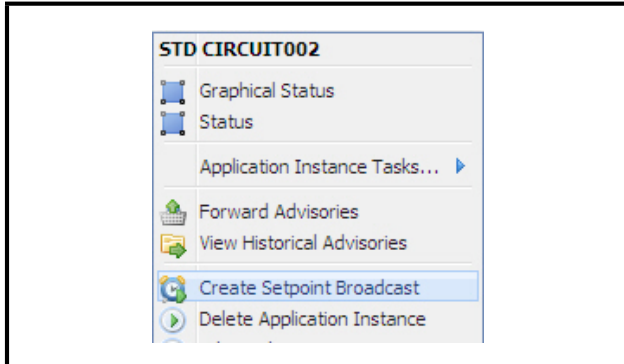 STD CIRCUIT002
Graphical Status
Status
Application Instance Tasks...
Forward Advisories
View Historical Advisories
Create Setpoint Broadcast
Delete Application Instance